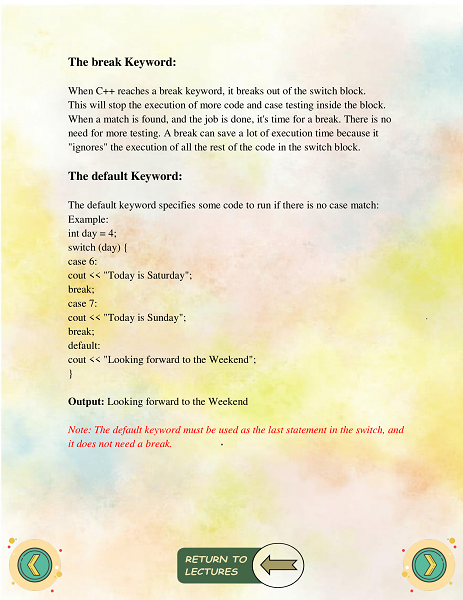 The break Keyword:
When C++ reaches a break keyword, it breaks out of the switch block.
This will stop the execution of more code and case testing inside the block.
When a match is found, and the job is done, it's time for a break. There is no
need for more testing. A break can save a lot of execution time because it
"ignores" the execution of all the rest of the code in the switch block.
The default Keyword:
The default keyword specifies some code to run if there is no case match:
Example:
int day = 4;
switch (day) {
case 6:
cout << "Today is Saturday";
break;
case 7:
cout << "Today is Sunday";
break;
default:
cout << "Looking forward to the Weekend";
}
Output: Looking forward to the Weekend
Note: The default keyword must be used as the last statement in the switch, and
it does not need a break.
RETURN TO
LECTURES